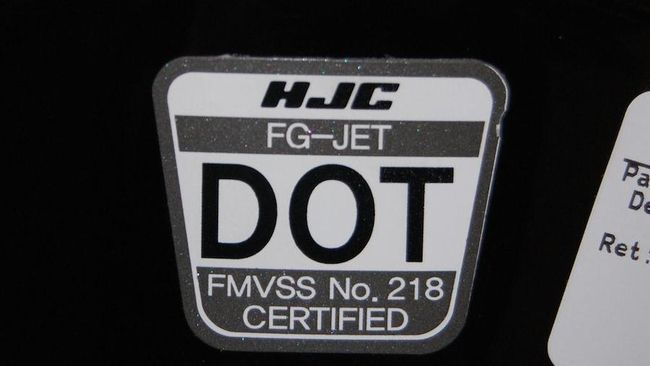 HJC
FG-JET
DOT
FMVSS No. 218
CERTIFIED
Ret: